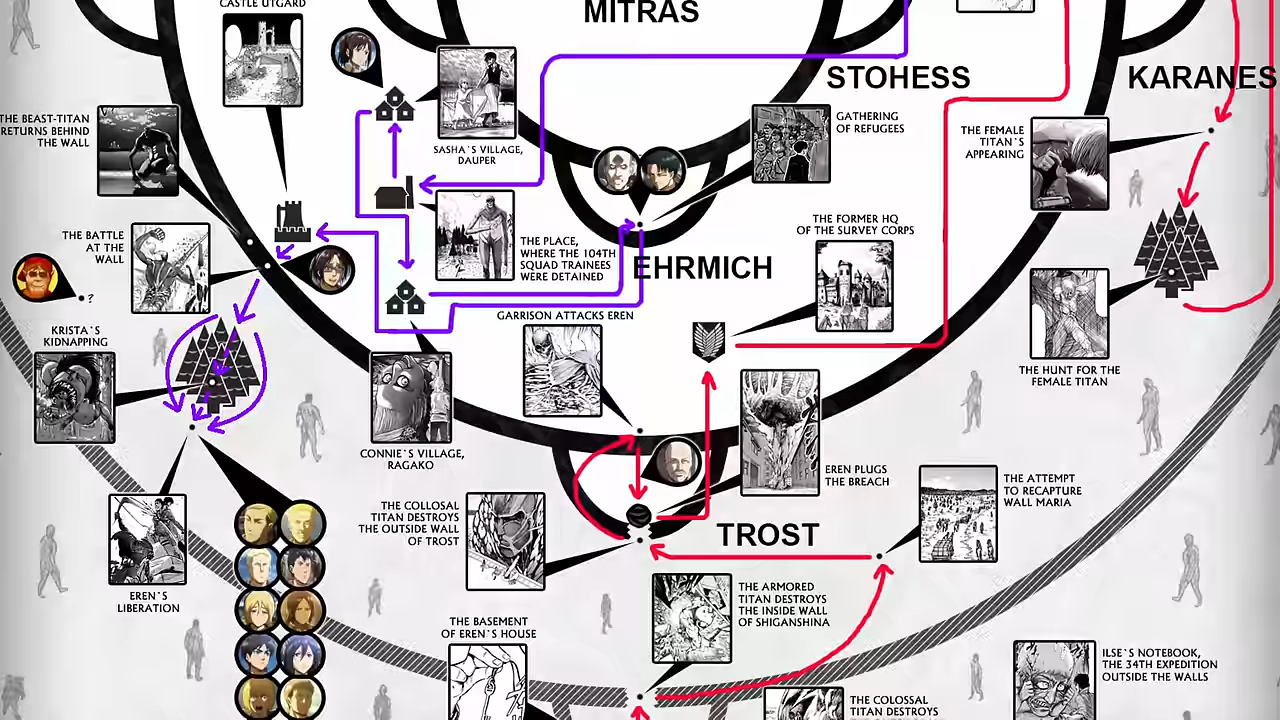 CASTLE UTGARD
MITRAS
STOHESS
KARANES
THE BEAST-TITAN
RETURNS BEHIND
THE WALL
SASHA`S VILLAGE,
DAUPER
GATHERING
OF REFUGEES
THE FEMALE
TITAN`S
APPEARING
THE BATTLE
AT THE
WALL
?
THE PLACE,
WHERE THE 104TH
SQUAD TRAINEES
WERE DETAINED
THE FORMER HQ
OF THE SURVEY CORPS
EHRMICH
KRISTA`S
KIDNAPPING
GARRISON ATTACKS EREN
THE HUNT FOR THE
FEMALE TITAN
CONNIE`S VILLAGE,
RAGAKO
EREN PLUGS
THE BREACH
THE ATTEMPT
TO RECAPTURE
WALL MARIA
THE COLLOSAL
TITAN DESTROYS
THE OUTSIDE WALL
OF TROST
TROST
EREN`S
LIBERATION
THE ARMORED
TITAN DESTROYS
THE INSIDE WALL
OF SHIGANSHINA
THE BASEMENT
OF EREN`S HOUSE
ILSE`S NOTEBOOK,
THE 34TH EXPEDITION
OUTSIDE THE WALLS
THE COLOSSAL
TITAN DESTROYS